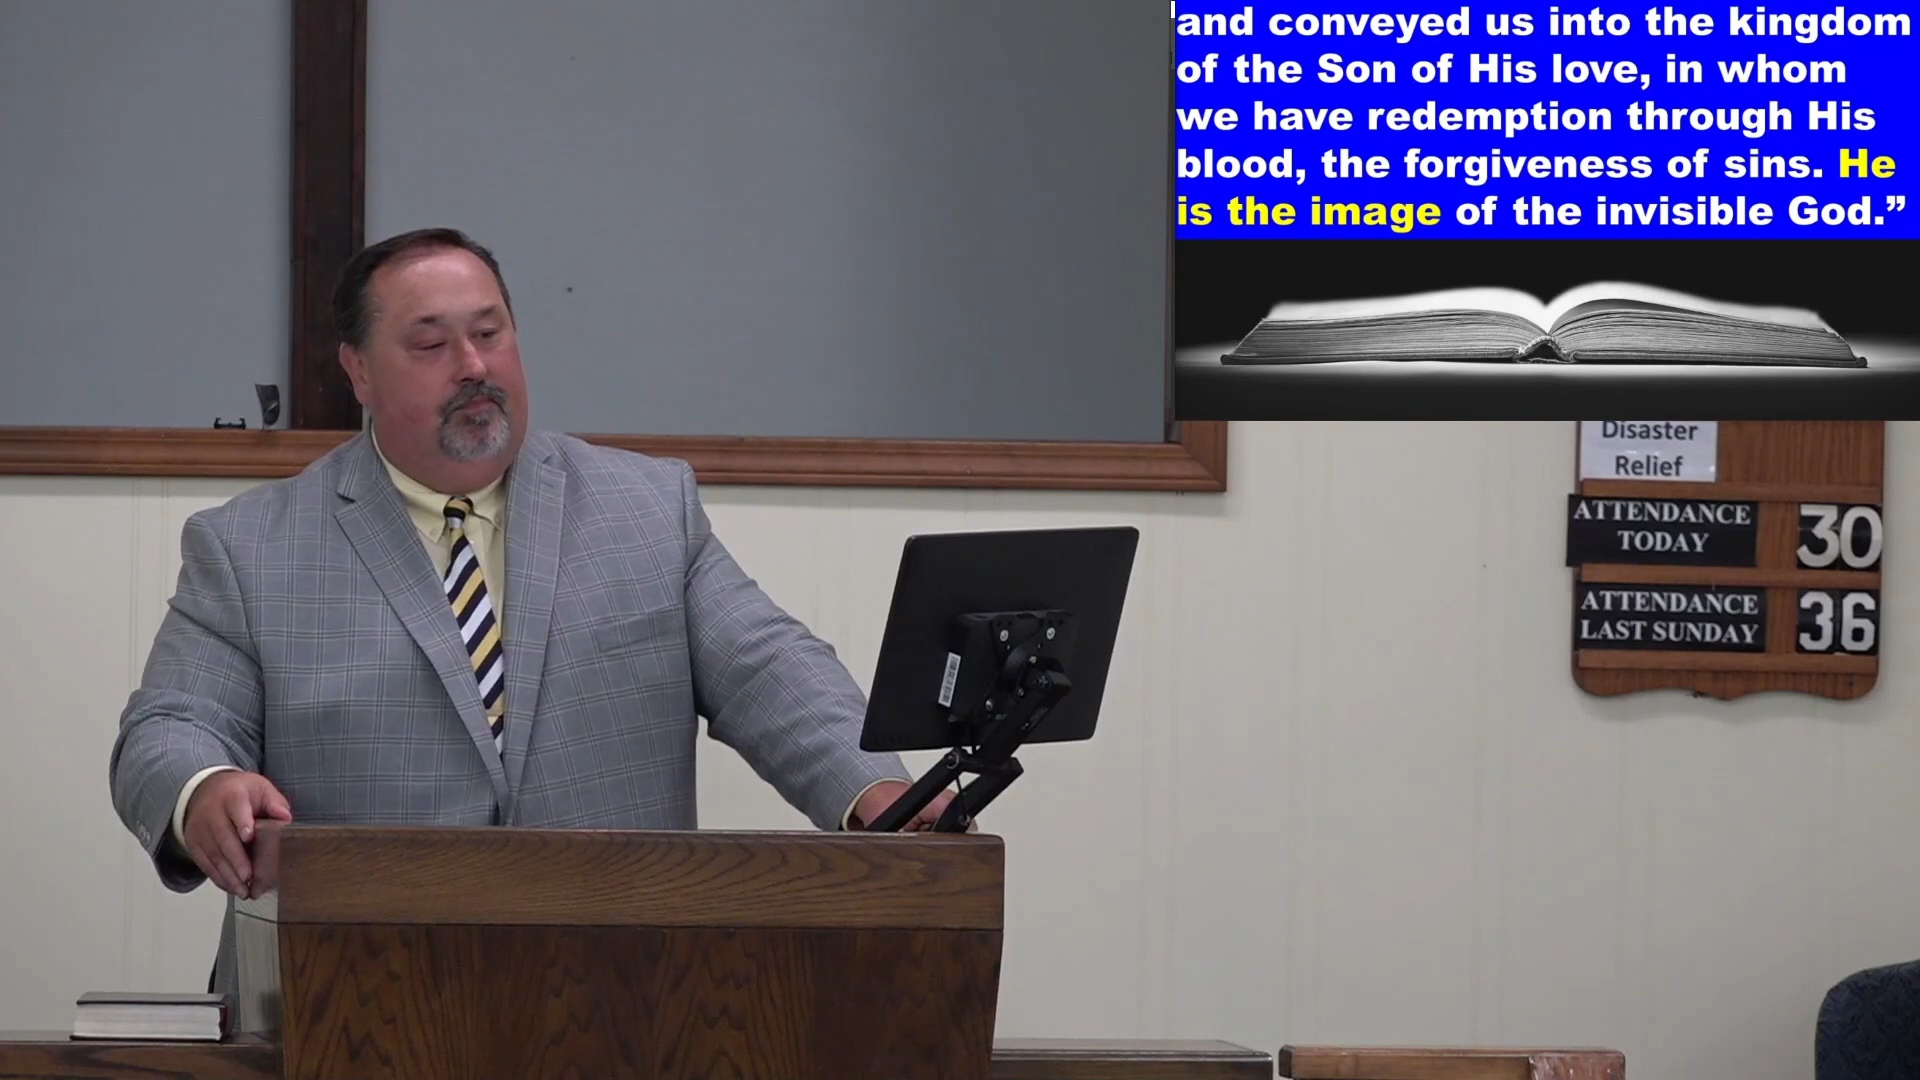 and conveyed us into the kingdom
of the Son of His love, in whom
we have redemption through His
blood, the forgiveness of sins. He
is the image of the invisible God.”
Disaster
Relief
ATTENDANCE
TODAY
30
ATTENDANCE
LAST SUNDAY
36